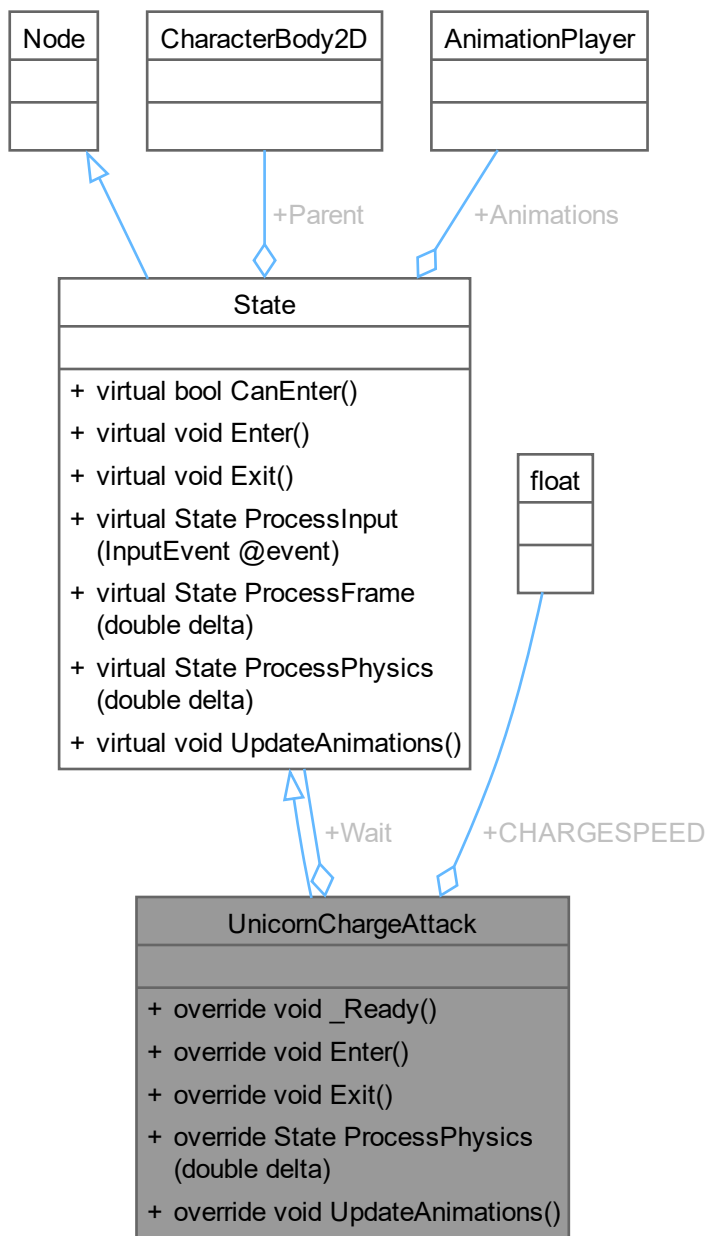 Node
CharacterBody2D
AnimationPlayer
+Parent
+Animations
State
+ virtual bool CanEnter()
+ virtual void Enter()
+ virtual void Exit()
+ virtual State ProcessInput
(InputEvent @event)
+ virtual State ProcessFrame
(double delta)
+ virtual State ProcessPhysics
(double delta)
+ virtual void UpdateAnimations()
float
+Wait
+CHARGESPEED
UnicornChargeAttack
+ override void _Ready()
+ override void Enter()
+ override void Exit()
+ override State ProcessPhysics
(double delta)
+ override void UpdateAnimations()